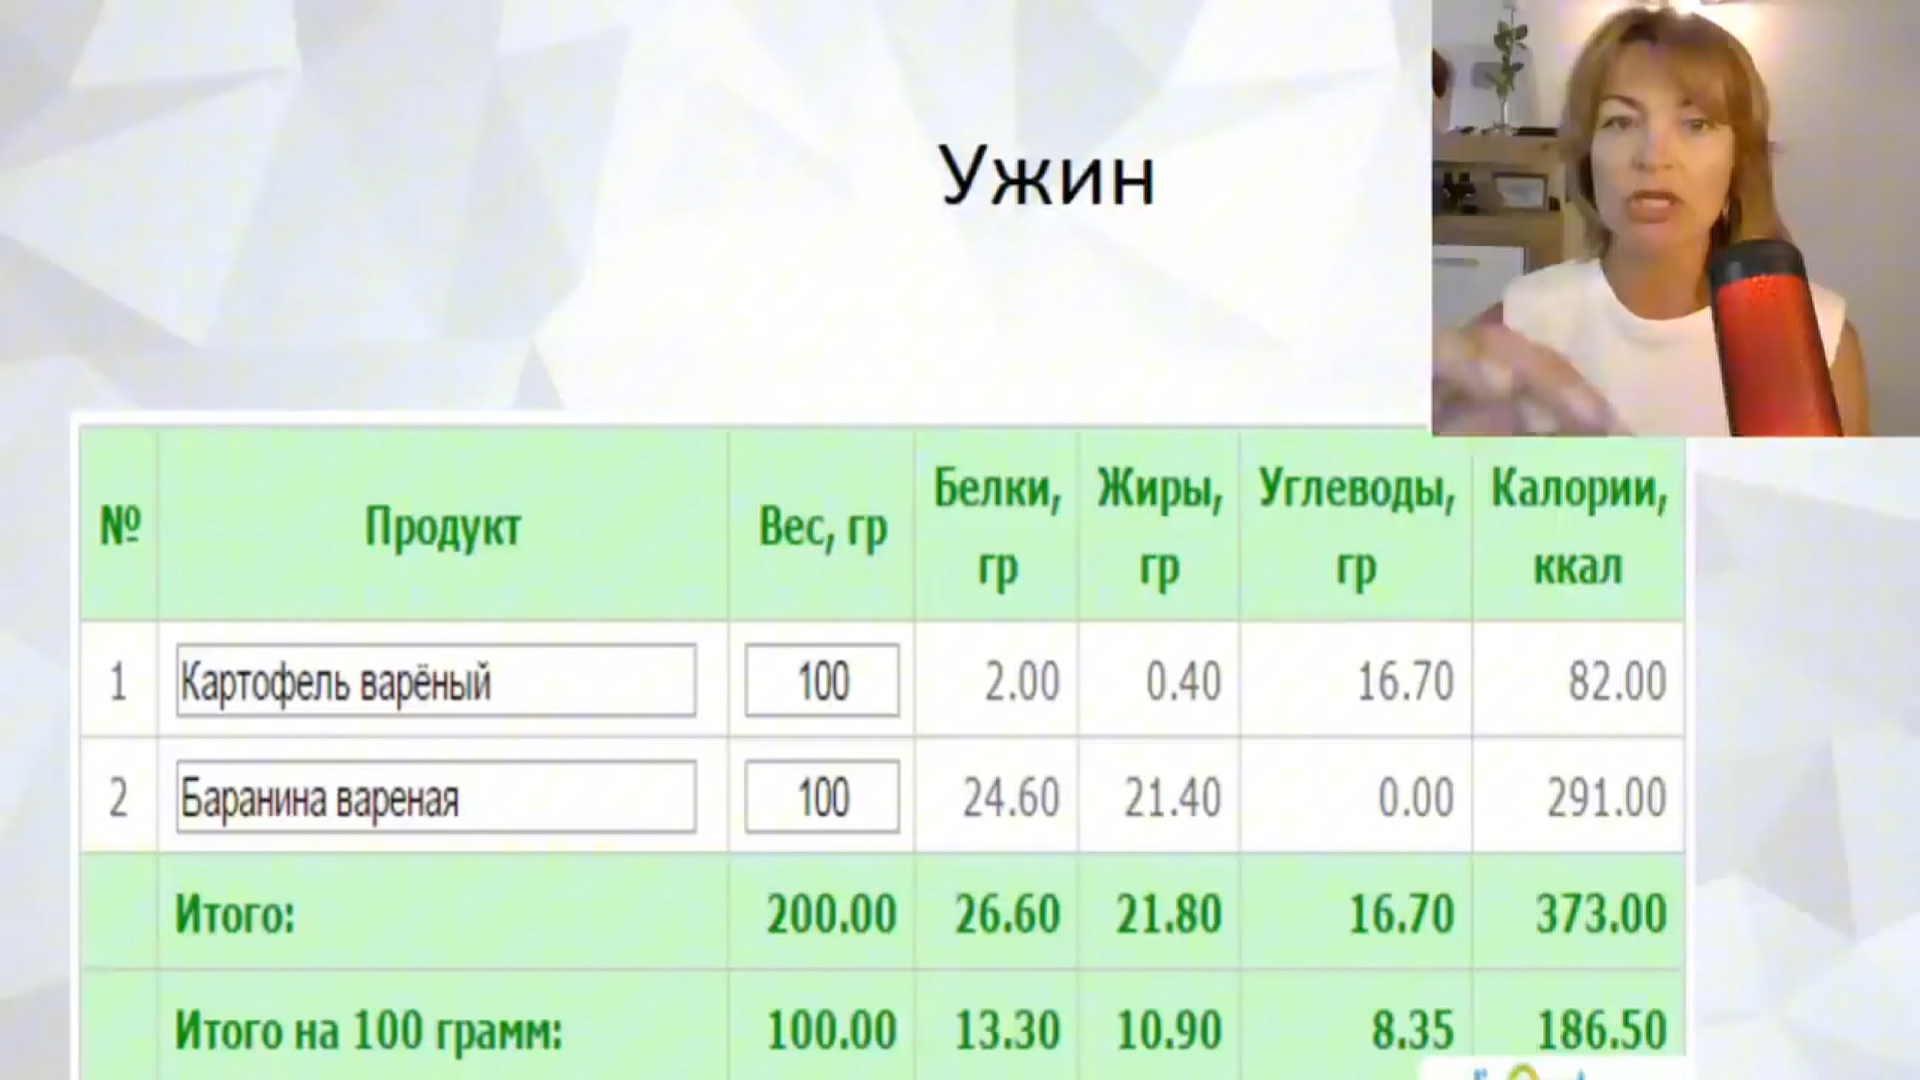 Ужин
№ Продукт Вес, гр Белки, гр Жиры, гр Углеводы, гр Калории, ккал
1 Картофель варёный 100 2.00 0.40 16.70 82.00
2 Баранина вареная 100 24.60 21.40 0.00 291.00
Итого: 200.00 26.60 21.80 16.70 373.00
Итого на 100 грамм: 100.00 13.30 10.90 8.35 186.50